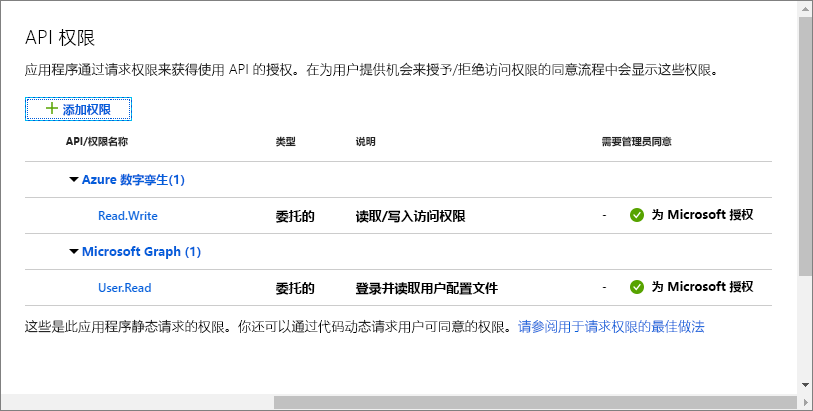 API 权限
应用程序通过请求权限来获得使用 API 的授权。在为用户提供机会来授予/拒绝访问权限的同意流程中会显示这些权限。
添加权限
API/权限名称 类型 说明 需要管理员同意
Azure 数字孪生(1)
Read.Write 委托的 读取/写入访问权限 - 为 Microsoft 授权
Microsoft Graph (1)
User.Read 委托的 登录并读取用户配置文件 - 为 Microsoft 授权
这些是此应用程序静态请求的权限。你还可以通过代码动态请求用户可同意的权限。请参阅用于请求权限的最佳做法